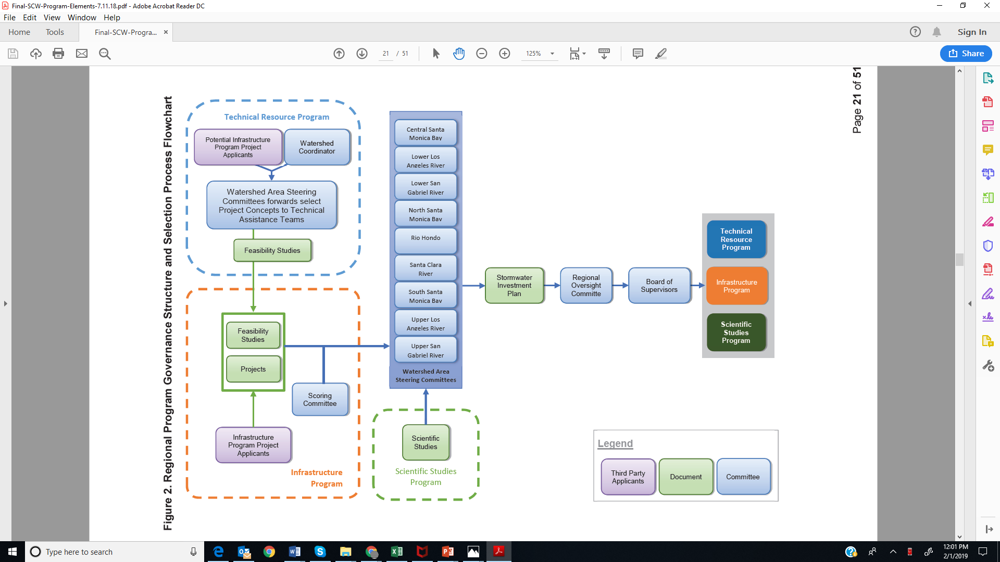 Final-SCW-Program-Elements-7.11.18.pdf - Adobe Acrobat Reader DC
File Edit View Window Help
Home Tools Final-SCW-Progra... ×
Sign In
21 / 51
125%
Share
Page 21 of 51
Figure 2. Regional Program Governance Structure and Selection Process Flowchart
Technical Resource Program
Potential Infrastructure
Program Project
Applicants
Watershed
Coordinator
Watershed Area Steering
Committees forwards select
Project Concepts to Technical
Assistance Teams
Feasibility Studies
Feasibility
Studies
Projects
Scoring
Committee
Infrastructure
Program Project
Applicants
Infrastructure
Program
Central Santa
Monica Bay
Lower Los
Angeles River
Lower San
Gabriel River
North Santa
Monica Bay
Rio Hondo
Santa Clara
River
South Santa
Monica Bay
Upper Los
Angeles River
Upper San
Gabriel River
Watershed Area
Steering Committees
Scientific
Studies
Scientific Studies
Program
Stormwater
Investment
Plan
Regional
Oversight
Committe
Board of
Supervisors
Technical
Resource
Program
Infrastructure
Program
Scientific
Studies
Program
Legend
Third Party
Applicants
Document
Committee
Type here to search
12:01 PM
2/1/2019